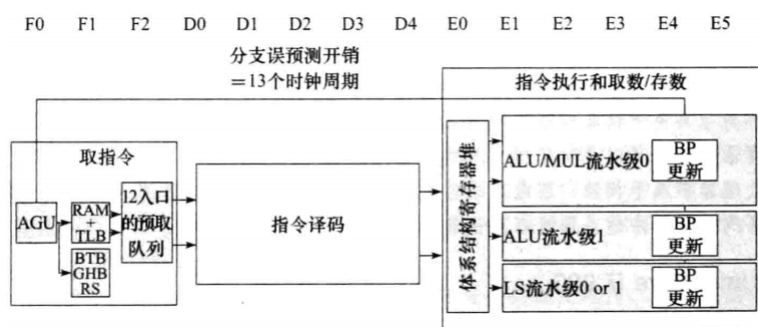 F0 F1 F2 D0 D1 D2 D3 D4 E0 E1 E2 E3 E4 E5
分支误预测开销
=13个时钟周期
指令执行和取数/存数
取指令
AGU
RAM
+
TLB
BTB
GHB
RS
12入口
的预取
队列
指令译码
体系结构寄存器堆
ALU/MUL流水级0
BP
更新
ALU流水级1
BP
更新
LS流水级0 or 1
BP
更新